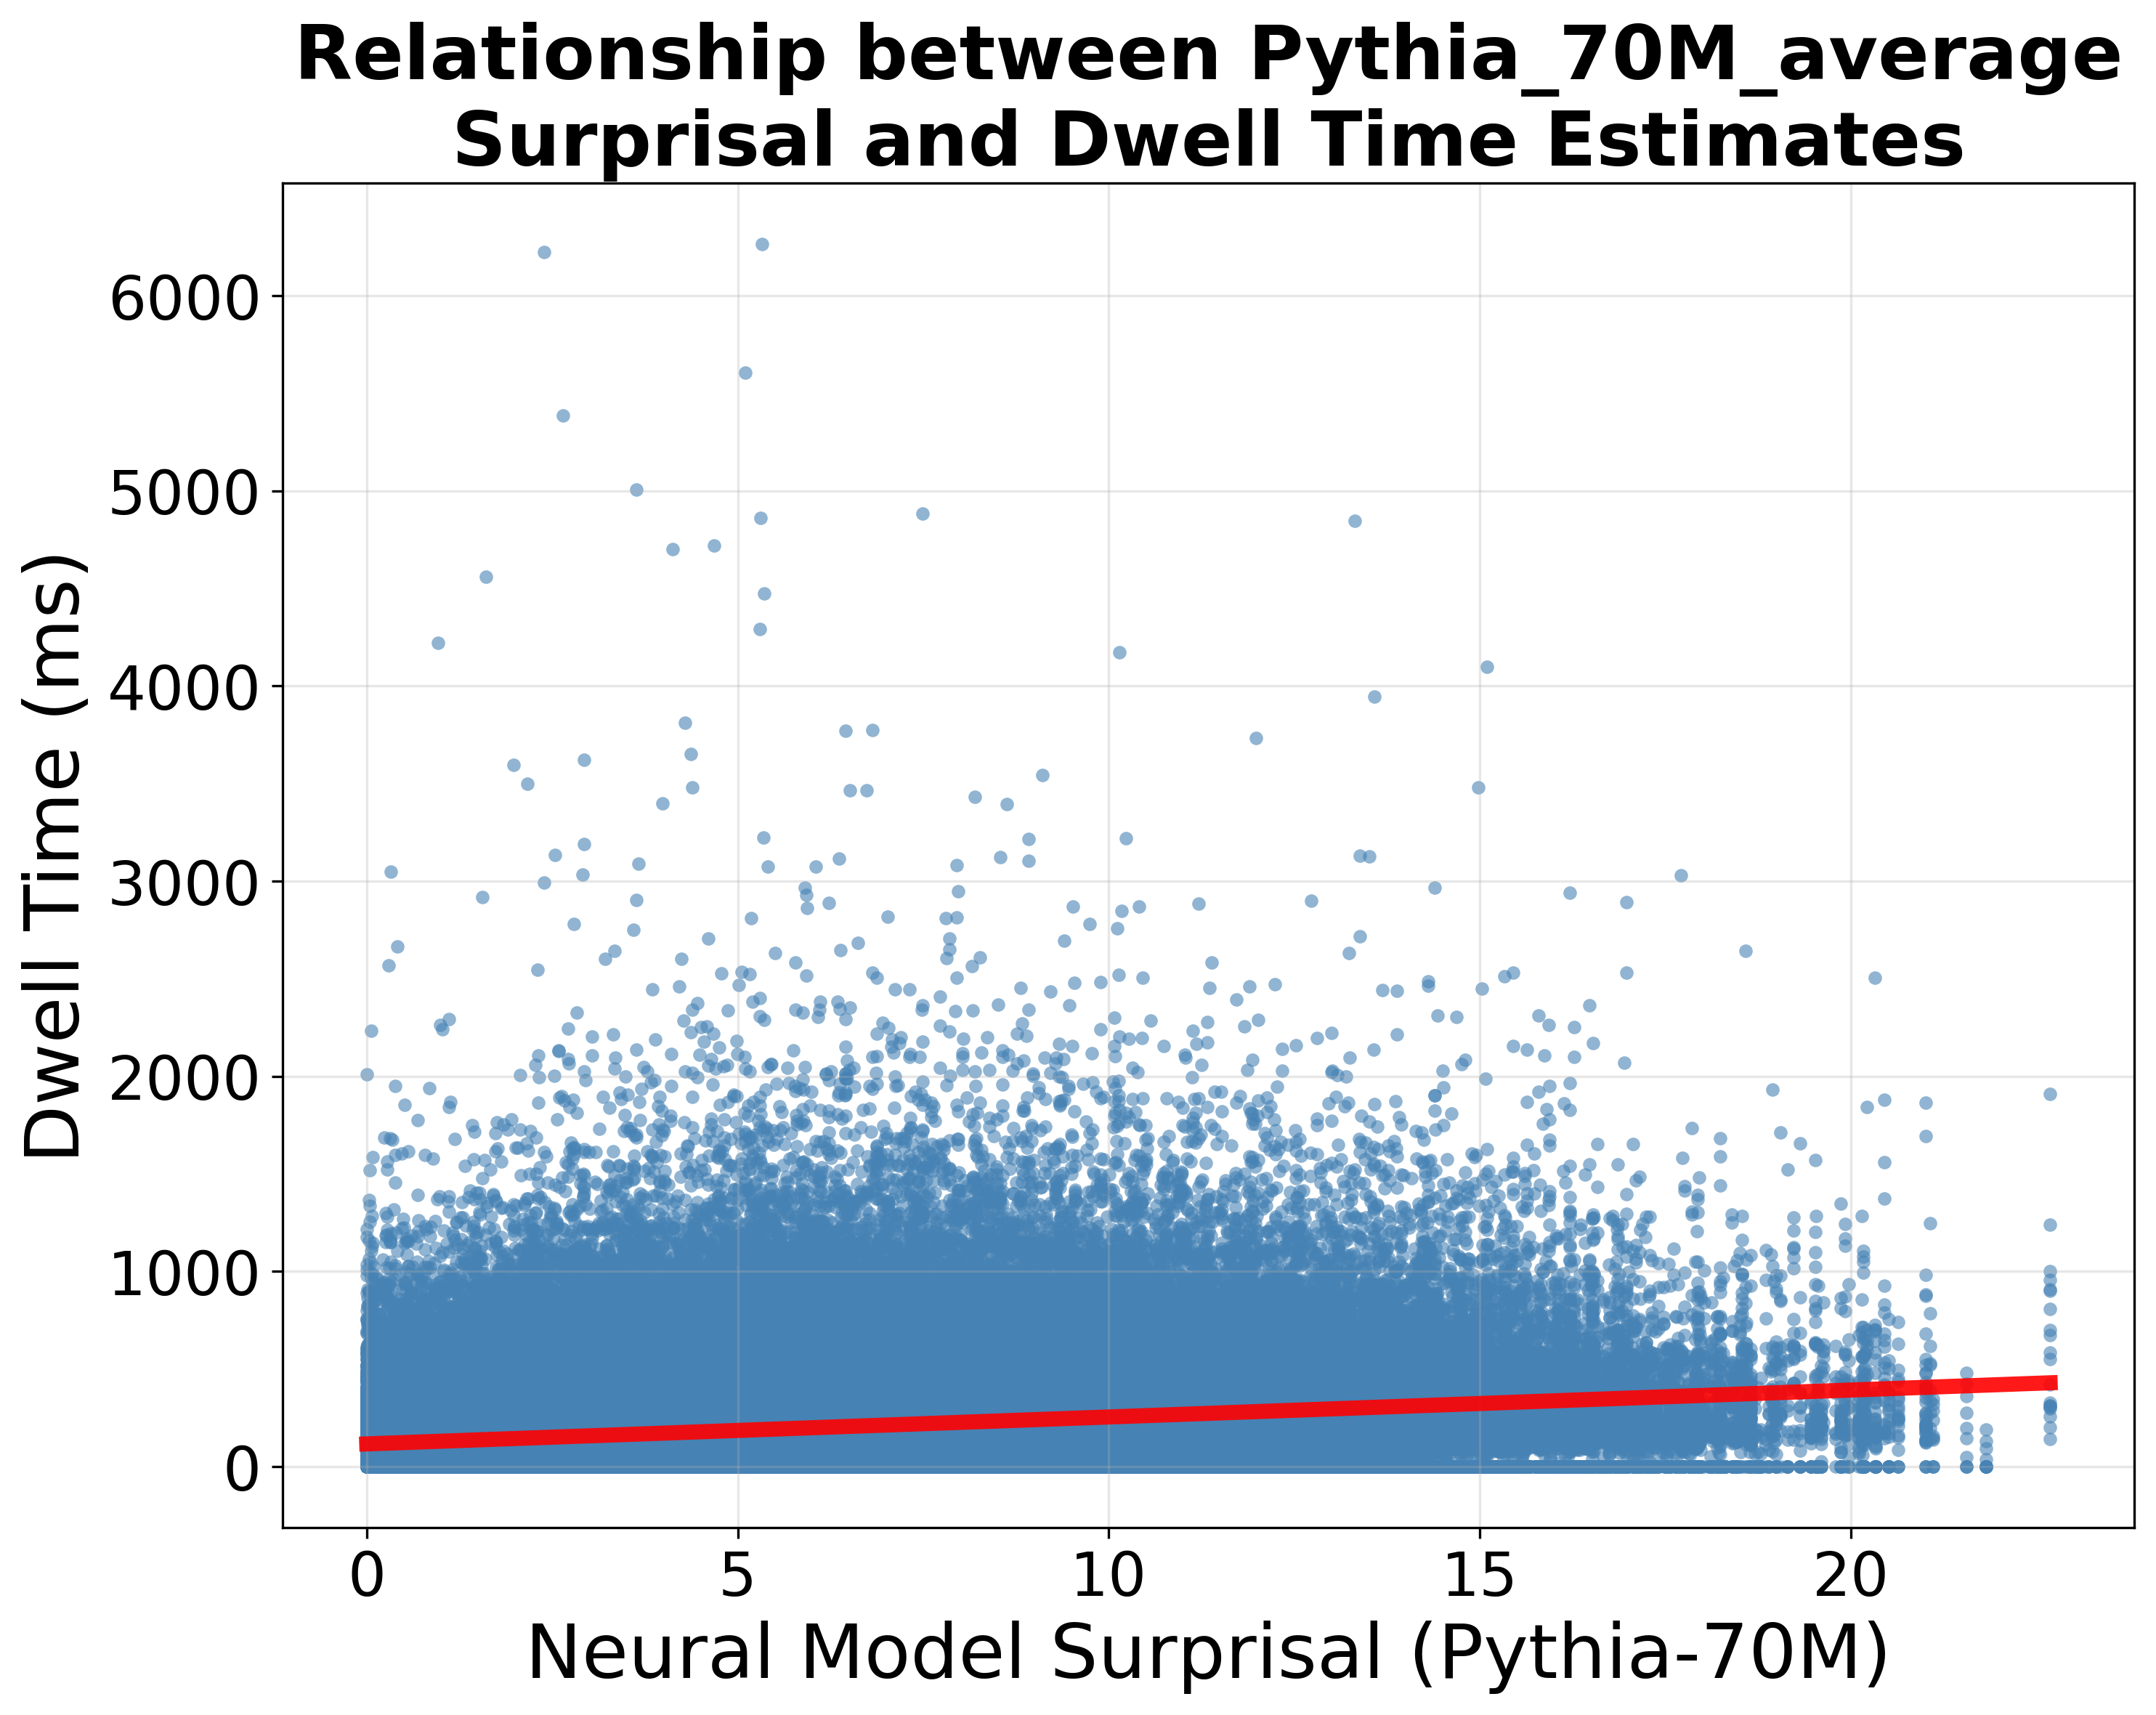 Relationship between Pythia_70M_average
Surprisal and Dwell Time Estimates
Dwell Time (ms)
6000
5000
4000
3000
2000
1000
0
0 5 10 15 20
Neural Model Surprisal (Pythia-70M)